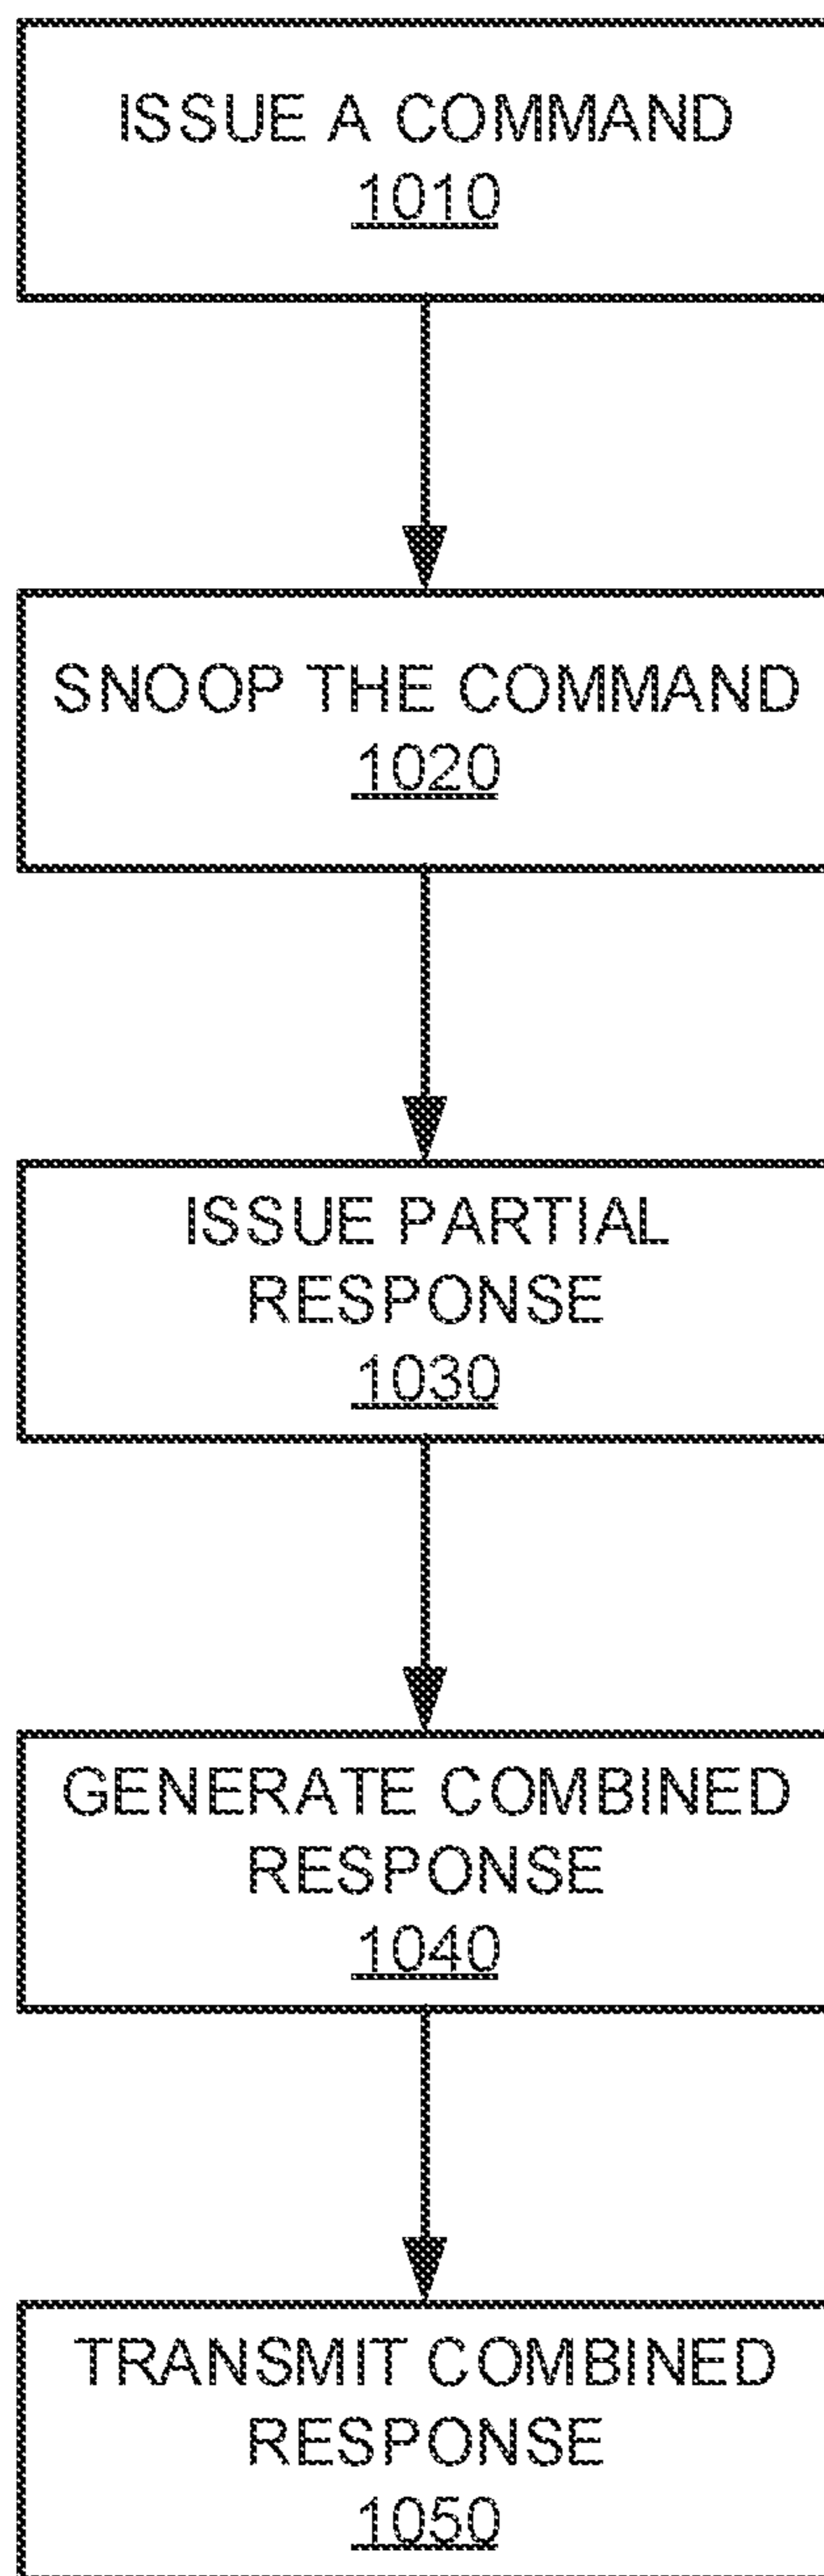 ISSUE A COMMAND
1010
SNOOP THE COMMAND
1020
ISSUE PARTIAL
RESPONSE
1030
GENERATE COMBINED
RESPONSE
1040
TRANSMIT COMBINED
RESPONSE
1050